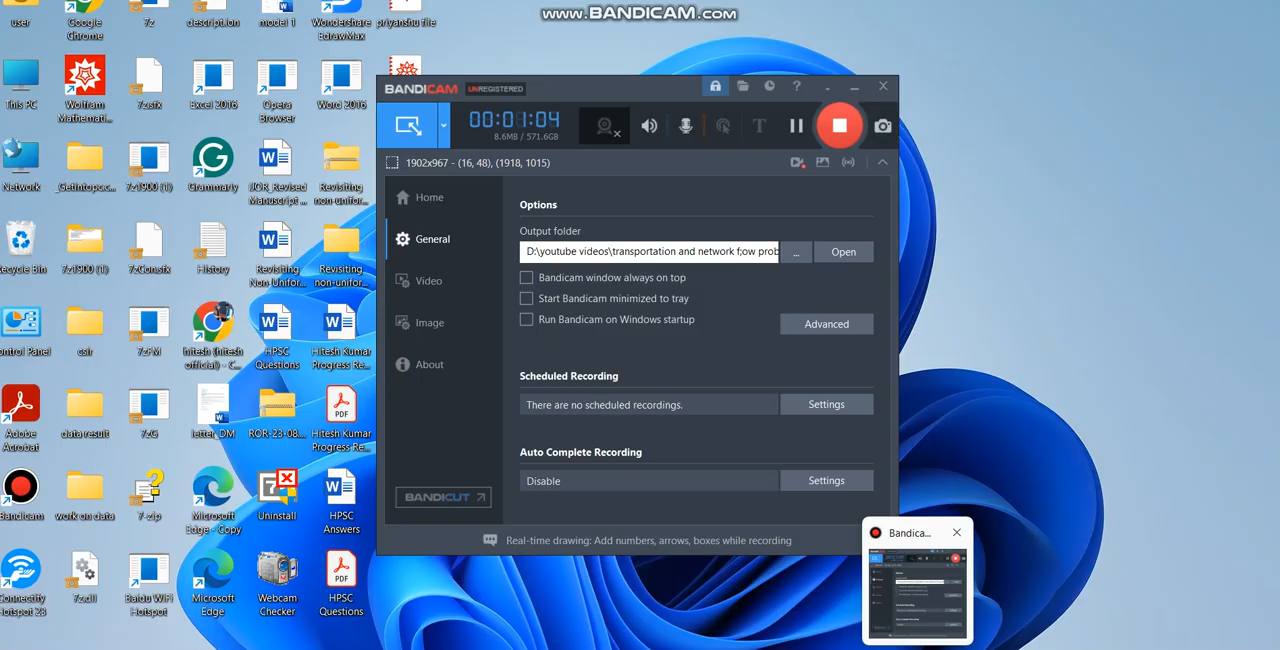 www.BANDICAM.com
user
Google
Chrome
7z
description
model 1
Wondershare
EdrawMax
priyanshu file
BANDICAM UNREGISTERED
00:01:04
8.6MB / 571.6GB
1902x967 - (16, 48), (1918, 1015)
Home
General
Video
Image
About
BANDICUT
Options
Output folder
D:\youtube videos\transportation and network f;ow prob
...
Open
Bandicam window always on top
Start Bandicam minimized to tray
Run Bandicam on Windows startup
Advanced
Scheduled Recording
There are no scheduled recordings.
Settings
Auto Complete Recording
Disable
Settings
Real-time drawing: Add numbers, arrows, boxes while recording
Bandica...
This PC
Wolfram
Mathemati...
7z.sfx
Excel 2016
Opera
Browser
Word 2016
Network
_Getintopc...
7z1900 (1)
Grammarly
IJOR_Revised
Manuscript ...
Revisiting
non-unifor...
ecycle Bin
7z1900 (1)
7zCon.sfx
History
Revisiting
Non-Unifor...
Revisiting
non-unifor...
ontrol Panel
csir
7zFM
hitesh (hitesh
official) - C...
HPSC
Questions
Hitesh Kumar
Progress Re...
Adobe
Acrobat
data result
7zG
letter_DM
ROR-23-08...
Hitesh Kumar
Progress Re...
Bandicam
work on data
7-zip
Microsoft
Edge - Copy
Uninstall
HPSC
Answers
Connectify
Hotspot 23
7z.dll
Baidu WiFi
Hotspot
Microsoft
Edge
Webcam
Checker
HPSC
Questions